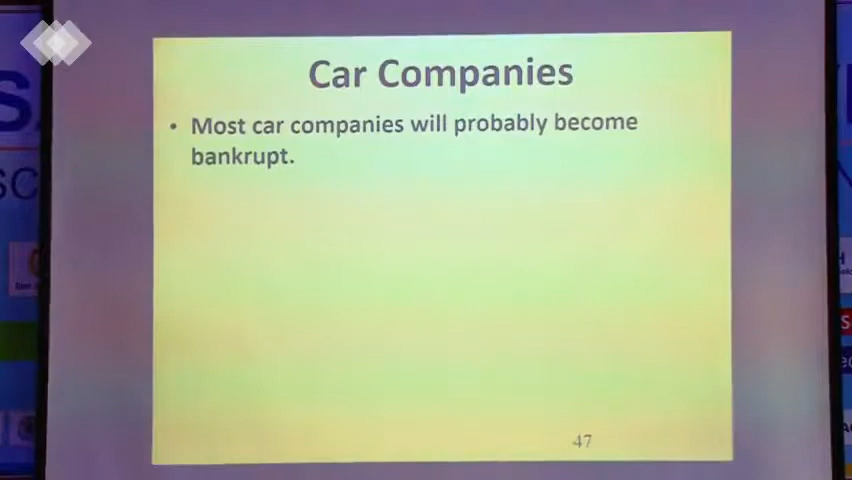 Car Companies
• Most car companies will probably become
bankrupt.
47